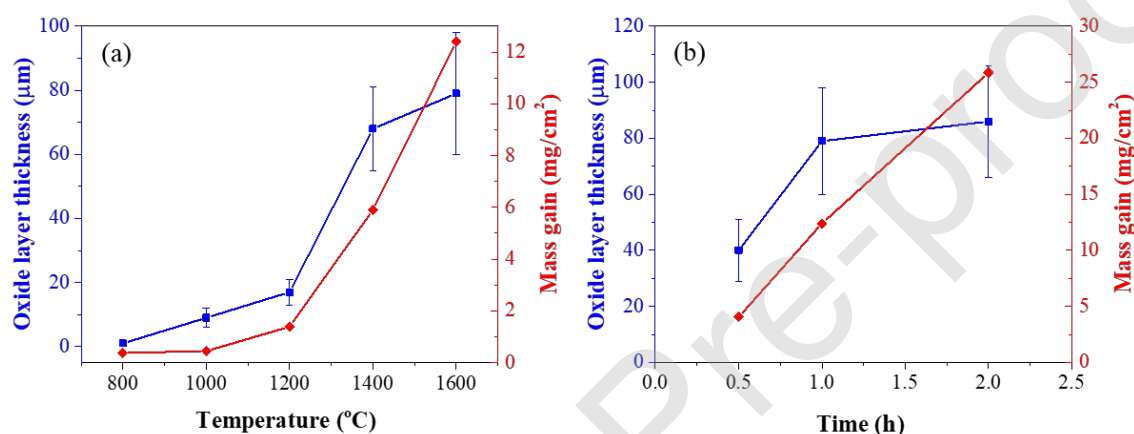 (a)
Oxide layer thickness (μm)
100
80
60
40
20
0
Mass gain (mg/cm²)
12
10
8
6
4
2
0
800 1000 1200 1400 1600
Temperature (ºC)
(b)
Oxide layer thickness (μm)
120
100
80
60
40
20
0
Mass gain (mg/cm²)
30
25
20
15
10
5
0
0.0 0.5 1.0 1.5 2.0 2.5
Time (h)
Pre-proo